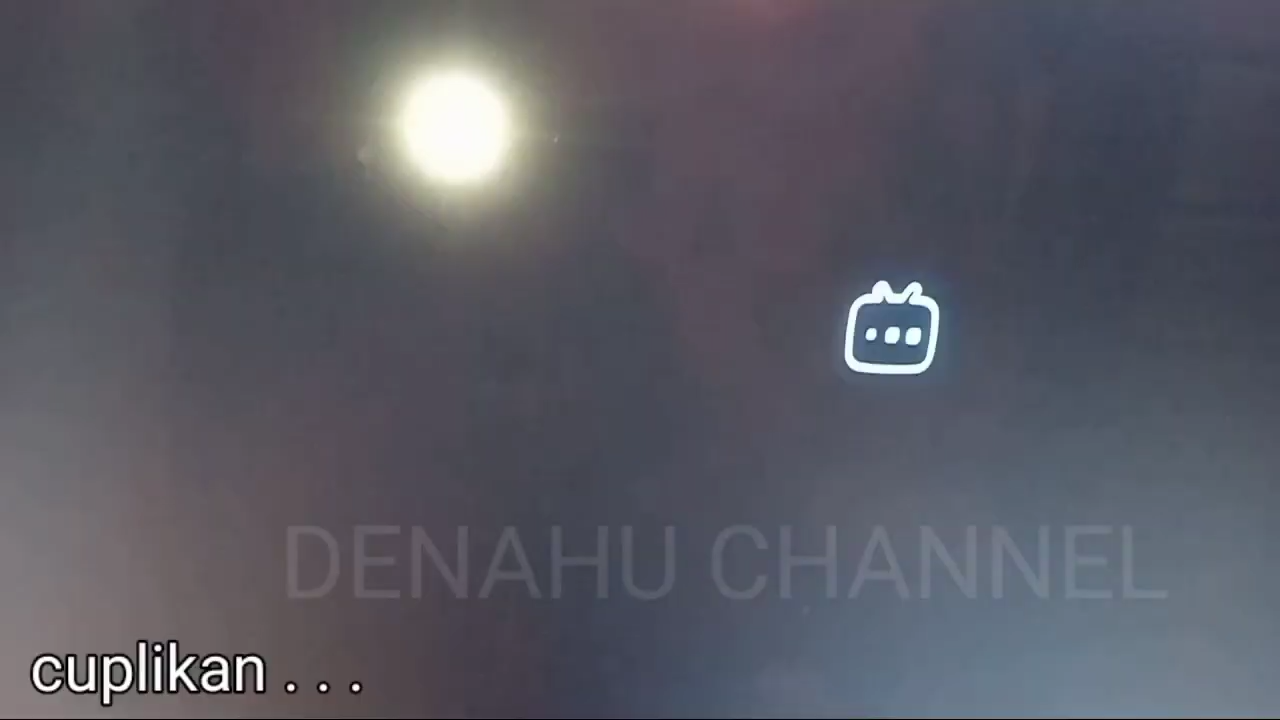 DENAHU CHANNEL
cuplikan . . .